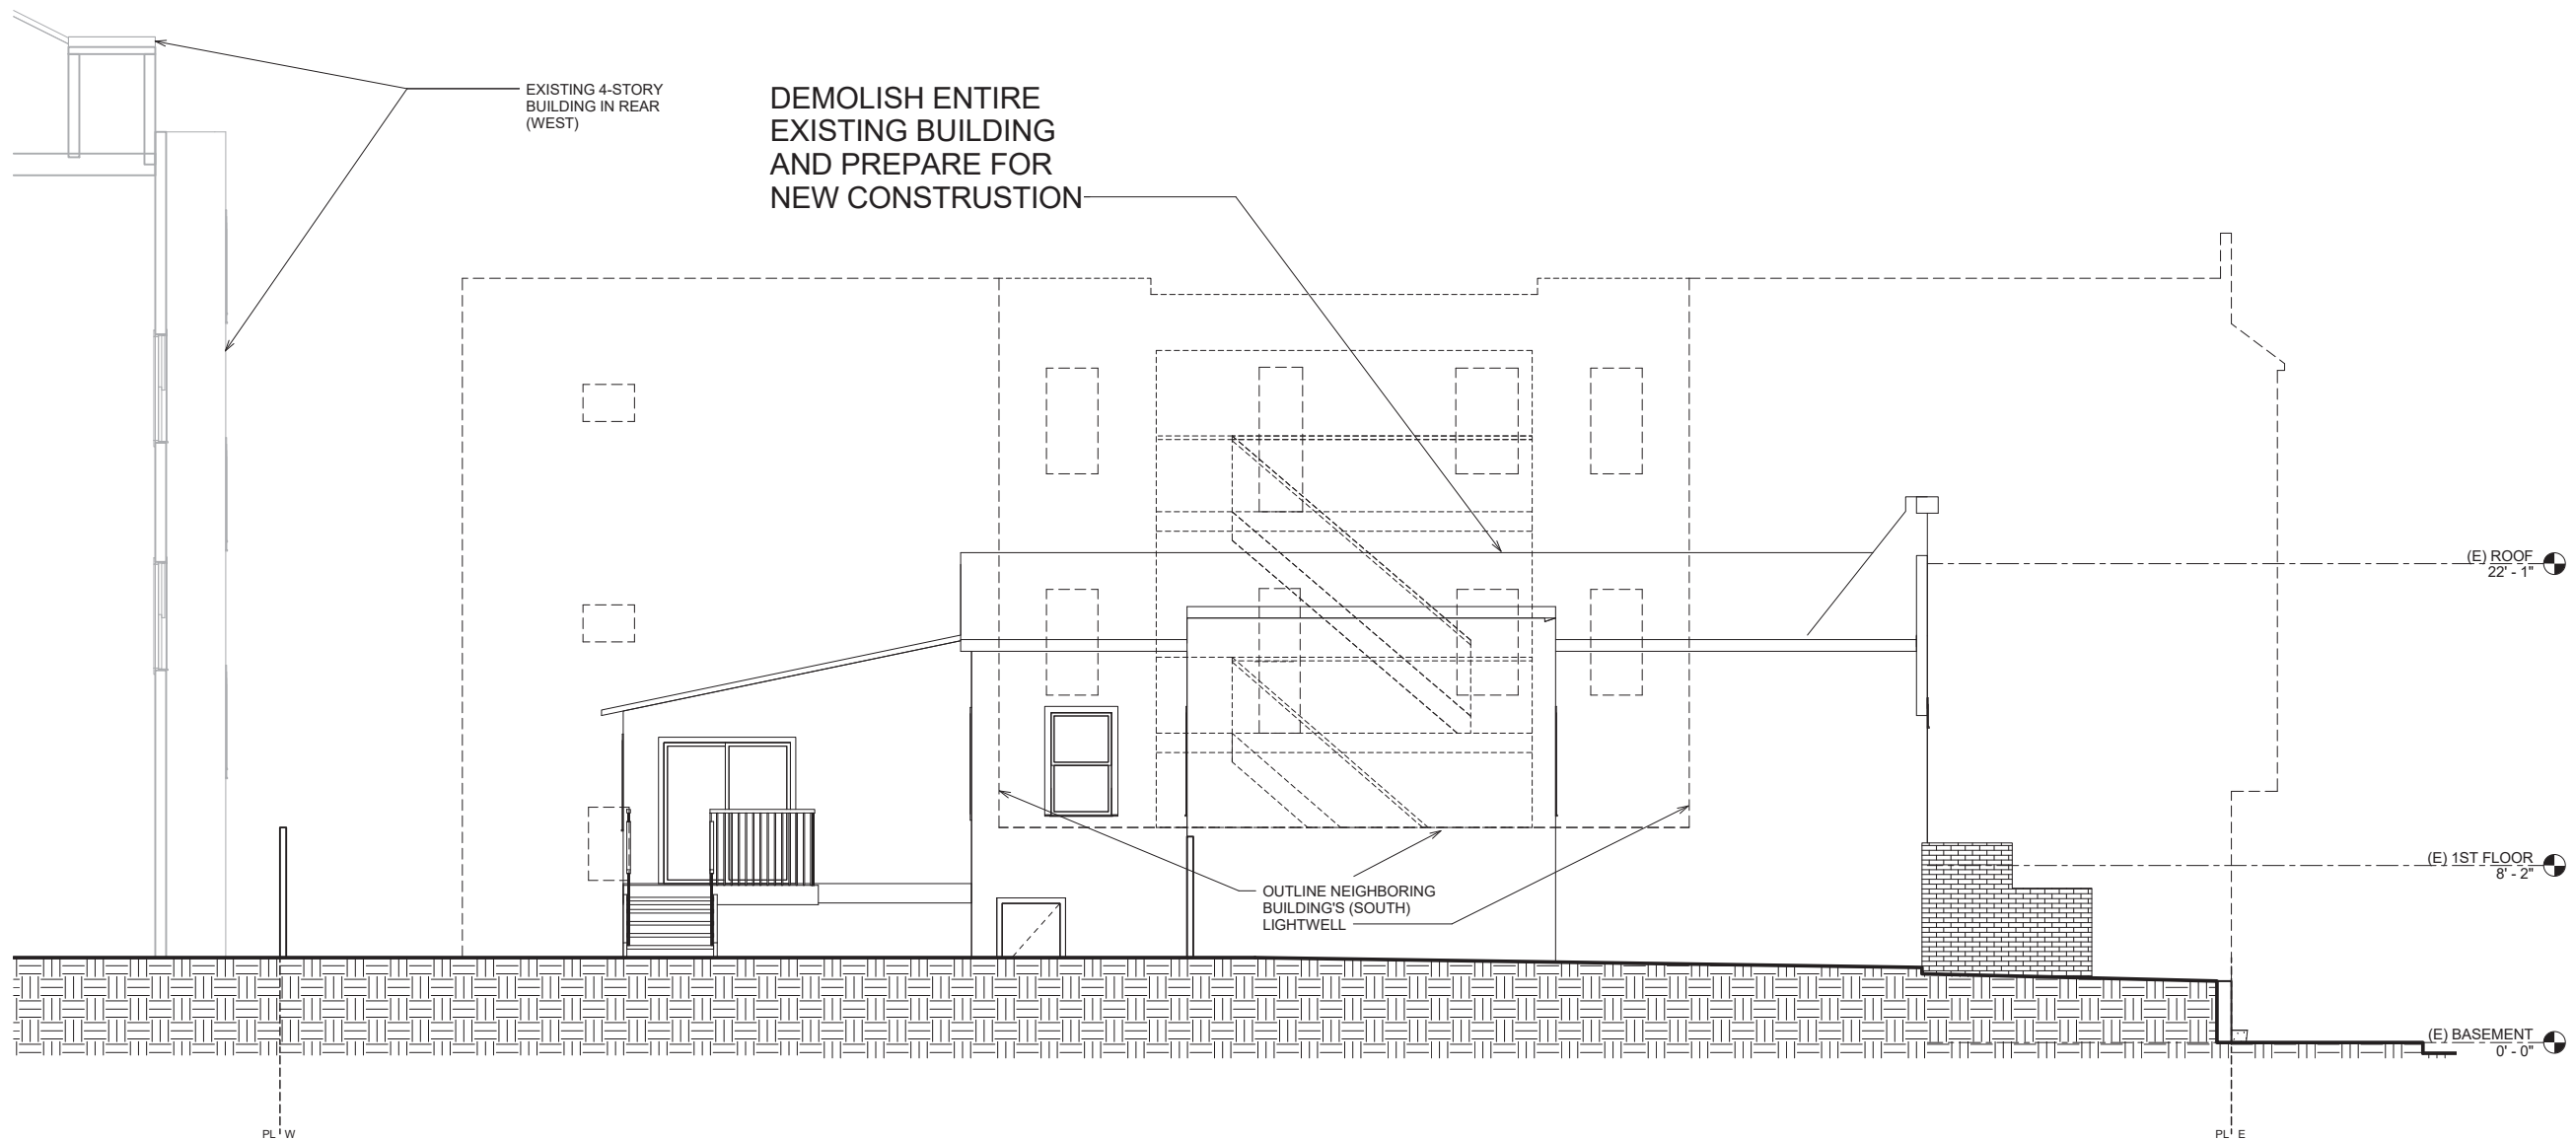 EXISTING 4-STORY
BUILDING IN REAR
(WEST)
DEMOLISH ENTIRE
EXISTING BUILDING
AND PREPARE FOR
NEW CONSTRUSTION
(E) ROOF
22' - 1"
(E) 1ST FLOOR
8' - 2"
OUTLINE NEIGHBORING
BUILDING'S (SOUTH)
LIGHTWELL
(E) BASEMENT
0' - 0"
PL W
PL E